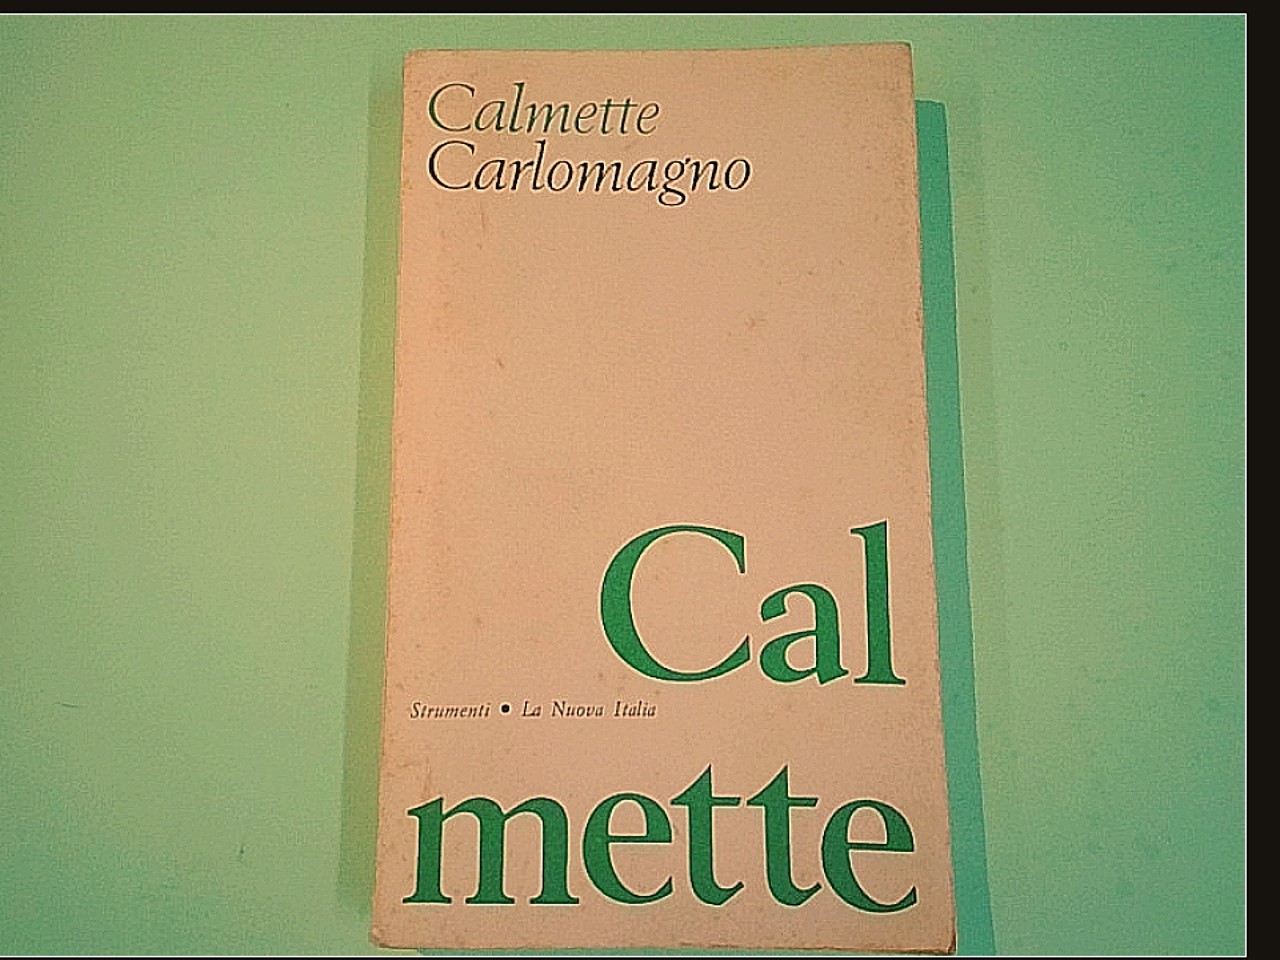 Calmette
Carlomagno
Cal
Strumenti • La Nuova Italia
mette